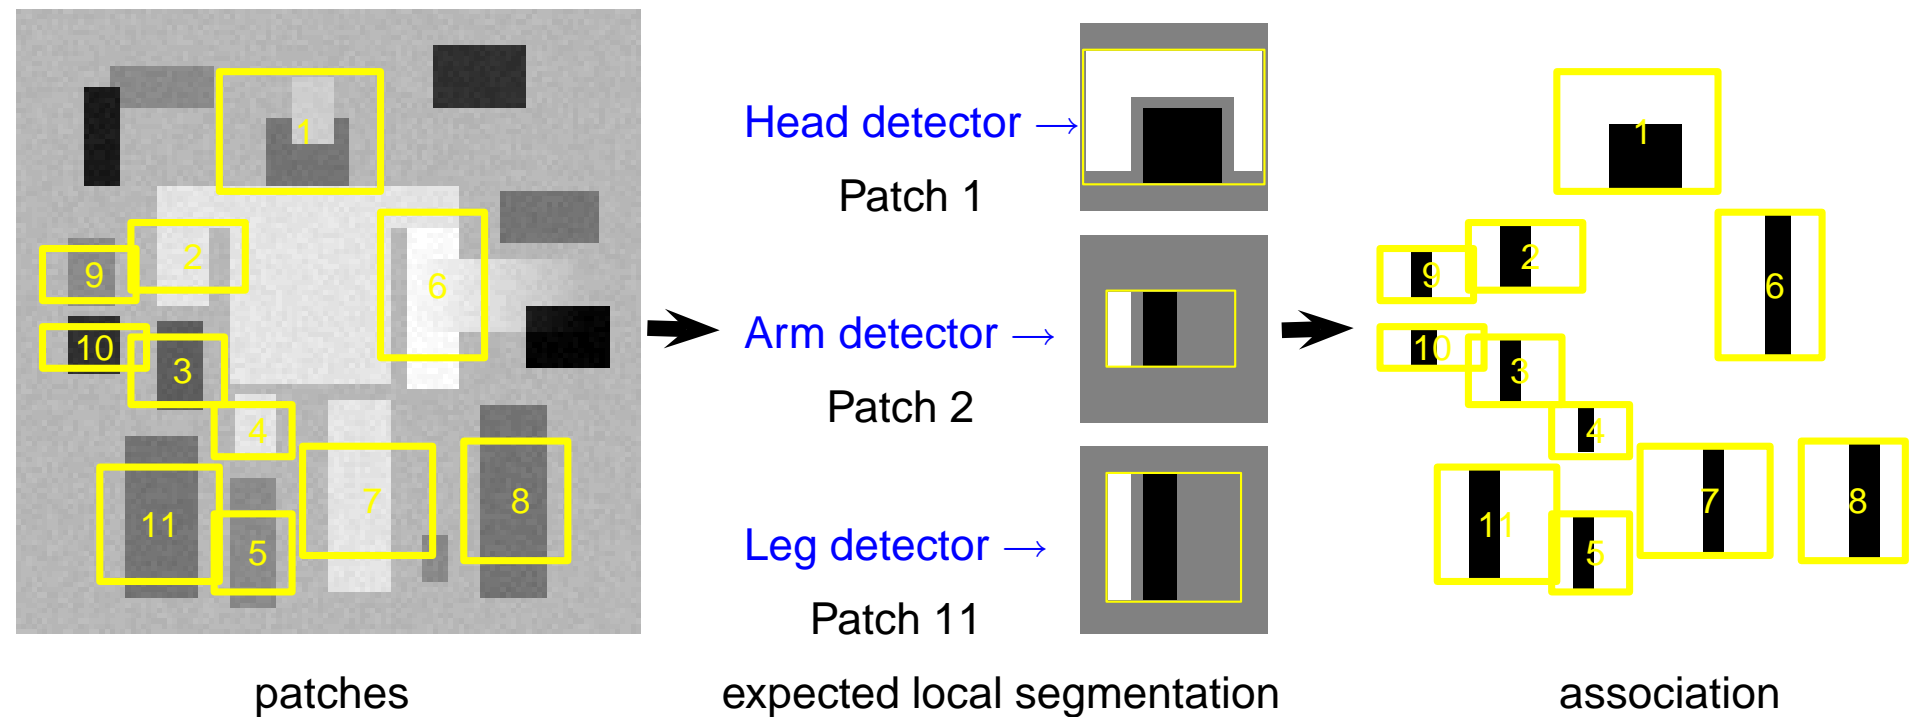 1
2
6
9
10
3
4
7
8
11
5
patches
Head detector →
Patch 1
Arm detector →
Patch 2
Leg detector →
Patch 11
expected local segmentation
1
2
9
6
10
3
4
7
8
11
5
association